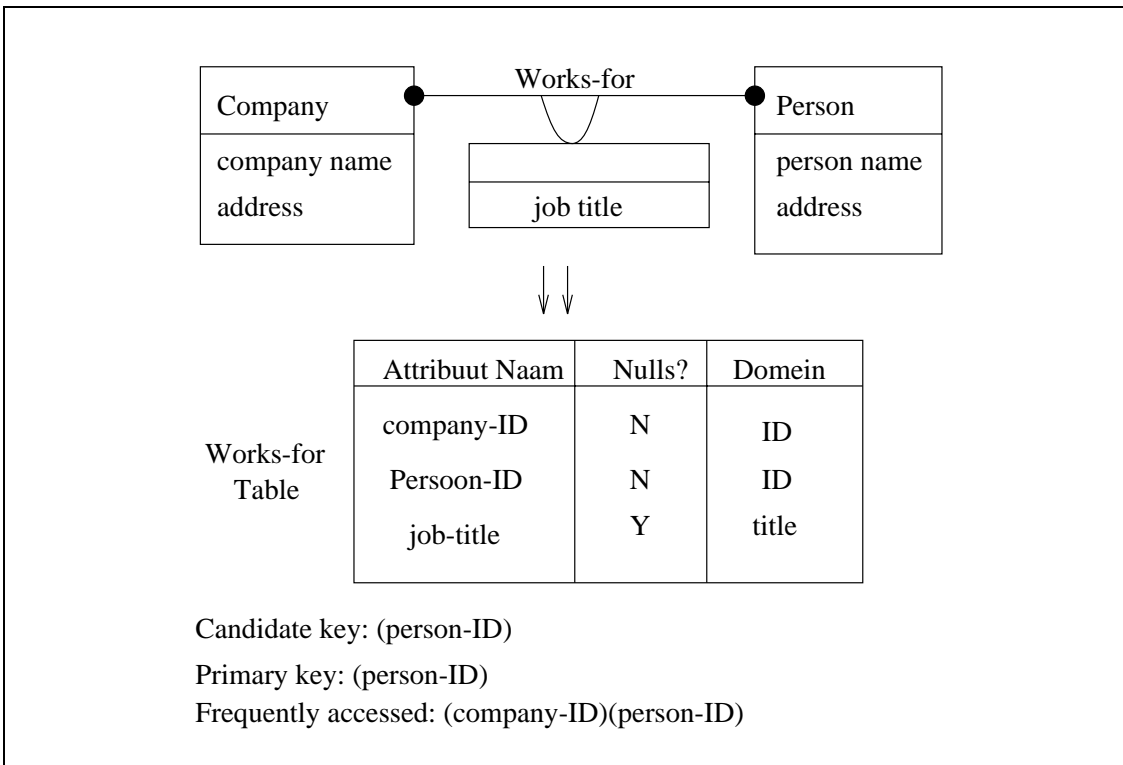 Works-for
Company
Person
company name
address
job title
person name
address
Attribuut Naam Nulls? Domein
company-ID N ID
Persoon-ID N ID
job-title Y title
Works-for
Table
Candidate key: (person-ID)
Primary key: (person-ID)
Frequently accessed: (company-ID)(person-ID)